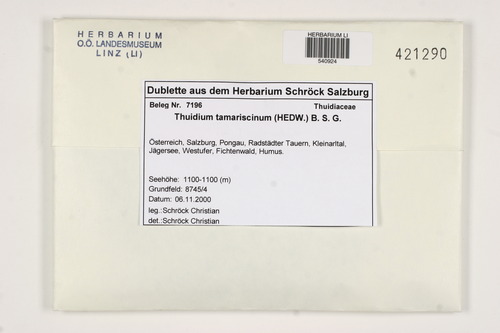 HERBARIUM
O.Ö. LANDESMUSEUM
LINZ (LI)
HERBARIUM LI
540924
421290
Dublette aus dem Herbarium Schröck Salzburg
Beleg Nr. 7196 Thuidiaceae
Thuidium tamariscinum (HEDW.) B. S. G.
Österreich, Salzburg, Pongau, Radstädter Tauern, Kleinarltal,
Jägersee, Westufer, Fichtenwald, Humus.
Seehöhe: 1100-1100 (m)
Grundfeld: 8745/4
Datum: 06.11.2000
leg.:Schröck Christian
det.:Schröck Christian